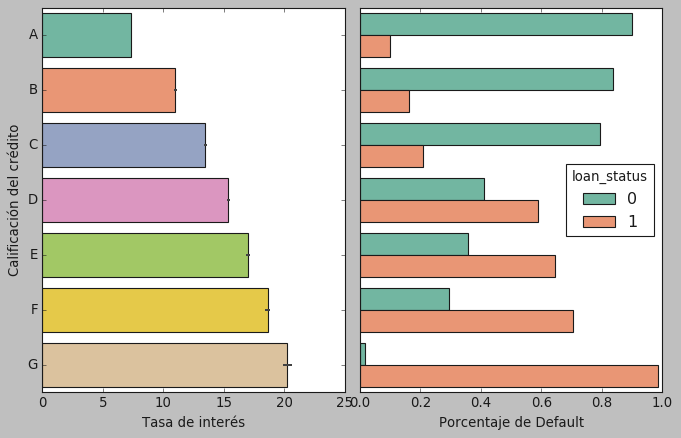 Calificación del crédito
A
B
C
D
E
F
G
0 5 10 15 20 25
Tasa de interés
loan_status
0
1
0.0 0.2 0.4 0.6 0.8 1.0
Porcentaje de Default